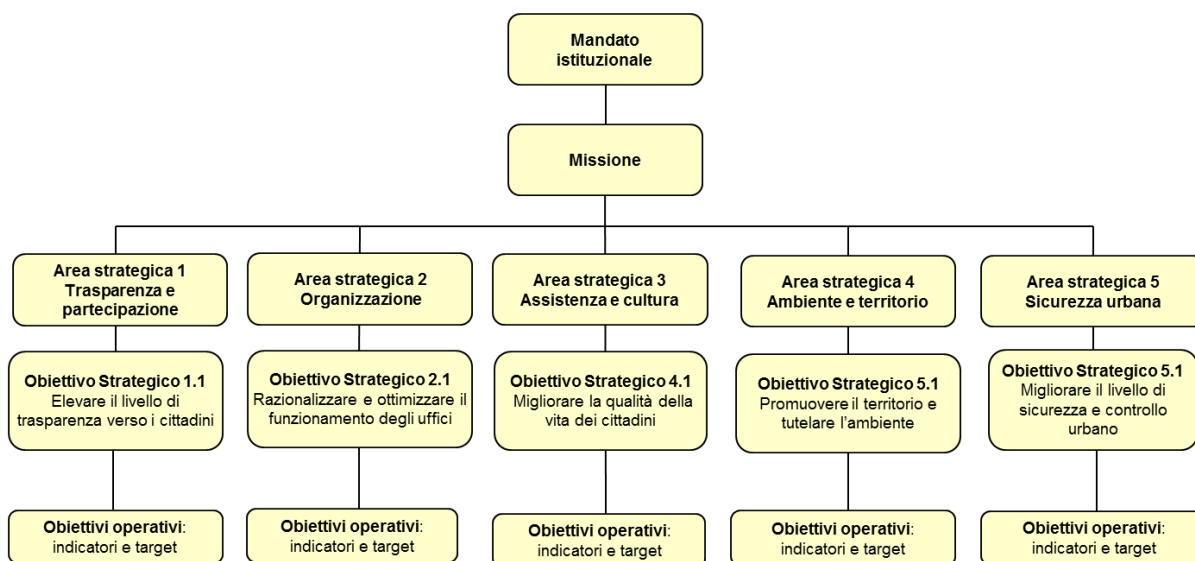 Mandato
istituzionale
Missione
Area strategica 1
Trasparenza e
partecipazione
Area strategica 2
Organizzazione
Area strategica 3
Assistenza e cultura
Area strategica 4
Ambiente e territorio
Area strategica 5
Sicurezza urbana
Obiettivo Strategico 1.1
Elevare il livello di
trasparenza verso i cittadini
Obiettivo Strategico 2.1
Razionalizzare e ottimizzare il
funzionamento degli uffici
Obiettivo Strategico 4.1
Migliorare la qualità della
vita dei cittadini
Obiettivo Strategico 5.1
Promuovere il territorio e
tutelare l'ambiente
Obiettivo Strategico 5.1
Migliorare il livello di
sicurezza e controllo
urbano
Obiettivi operativi:
indicatori e target
Obiettivi operativi:
indicatori e target
Obiettivi operativi:
indicatori e target
Obiettivi operativi:
indicatori e target
Obiettivi operativi:
indicatori e target